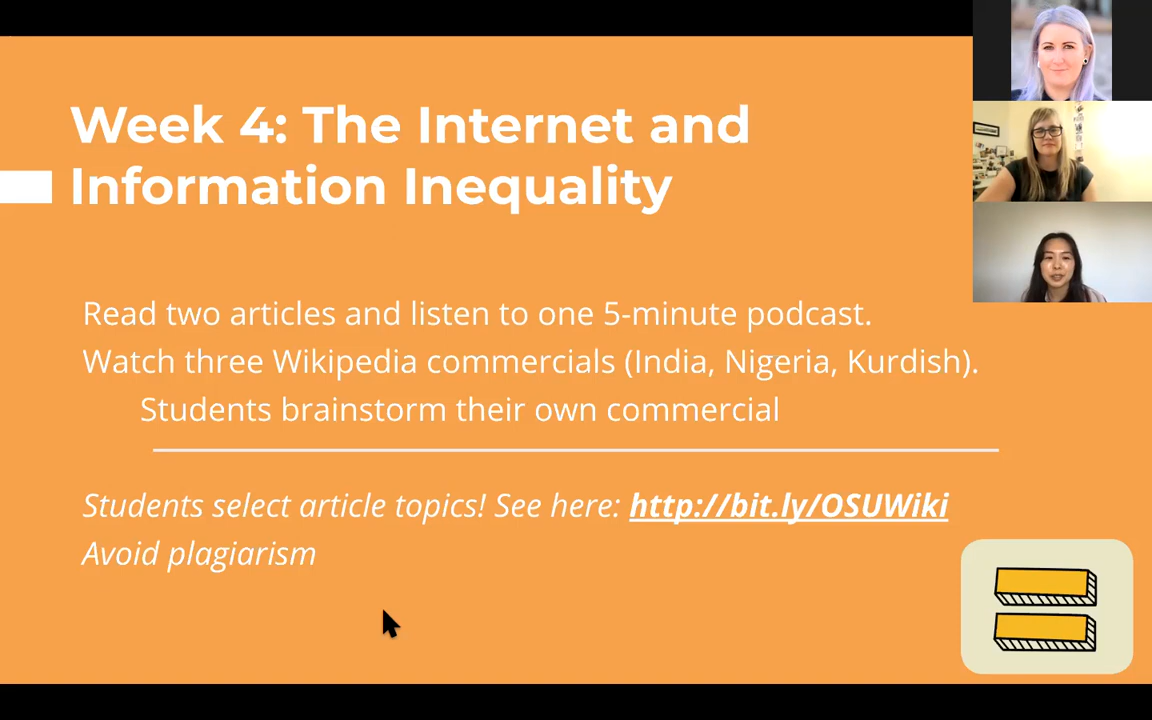 Week 4: The Internet and
Information Inequality
Read two articles and listen to one 5-minute podcast.
Watch three Wikipedia commercials (India, Nigeria, Kurdish).
Students brainstorm their own commercial
Students select article topics! See here: http://bit.ly/OSUWiki
Avoid plagiarism